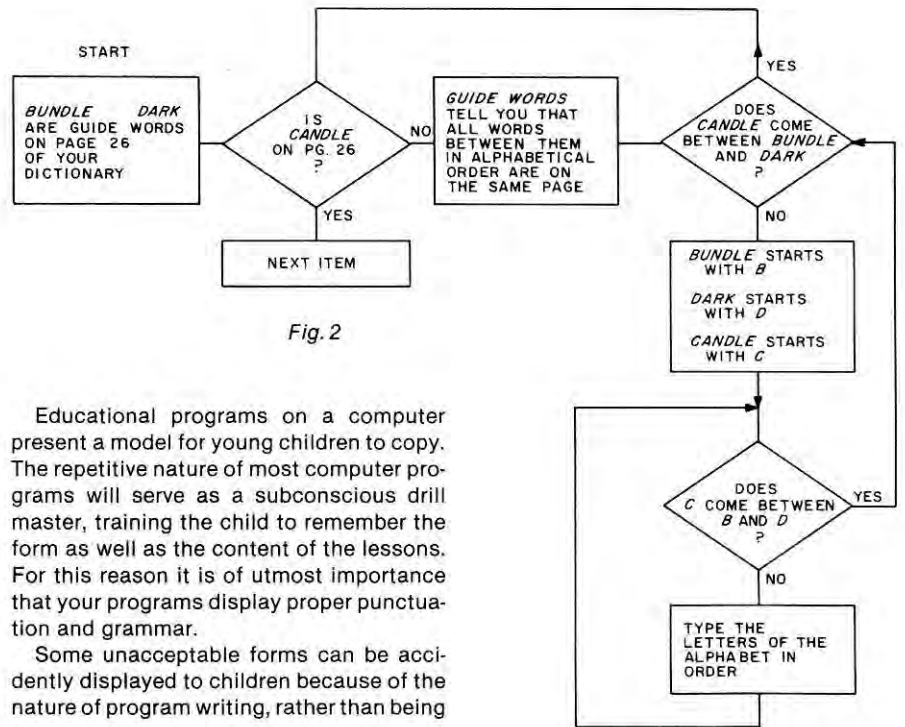 START
BUNDLE DARK
ARE GUIDE WORDS
ON PAGE 26
OF YOUR
DICTIONARY
IS
CANDLE
ON PG. 26
?
NO
YES
NEXT ITEM
GUIDE WORDS
TELL YOU THAT
ALL WORDS
BETWEEN THEM
IN ALPHABETICAL
ORDER ARE ON
THE SAME PAGE
YES
DOES
CANDLE COME
BETWEEN BUNDLE
AND DARK
?
NO
BUNDLE STARTS
WITH B
DARK STARTS
WITH D
CANDLE STARTS
WITH C
DOES
C COME BETWEEN
B AND D
?
YES
NO
TYPE THE
LETTERS OF THE
ALPHABET IN
ORDER
Fig. 2
Educational programs on a computer
present a model for young children to copy.
The repetitive nature of most computer pro-
grams will serve as a subconscious drill
master, training the child to remember the
form as well as the content of the lessons.
For this reason it is of utmost importance
that your programs display proper punctua-
tion and grammar.
Some unacceptable forms can be acci-
dently displayed to children because of the
nature of program writing, rather than being